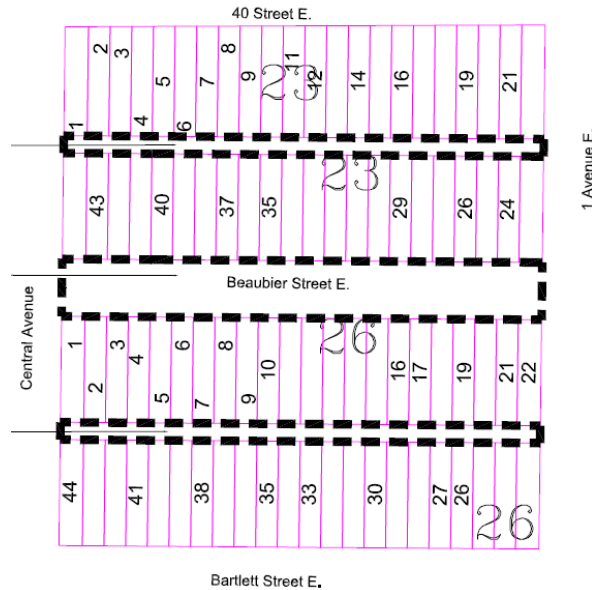 40 Street E.
1 2 3 4 5 6 7 8 9 11 12 14 16 19 21
23
23
43 40 37 35 29 26 24
1 Avenue E.
Beaubier Street E.
Central Avenue
26
1 2 3 4 5 6 7 8 9 10 16 17 19 21 22
44 41 38 35 33 30 27 26
26
Bartlett Street E.